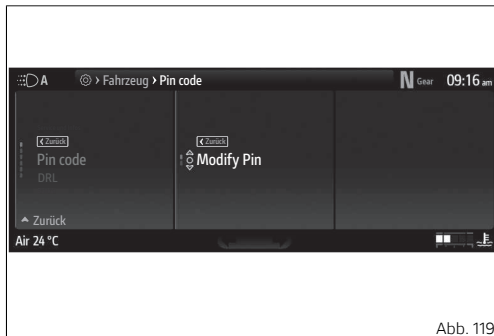 A Fahrzeug > Pin code N Gear 09:16 am
< Zurück < Zurück
Pin code Modify Pin
DRL
Zurück
Air 24 °C
Abb. 119